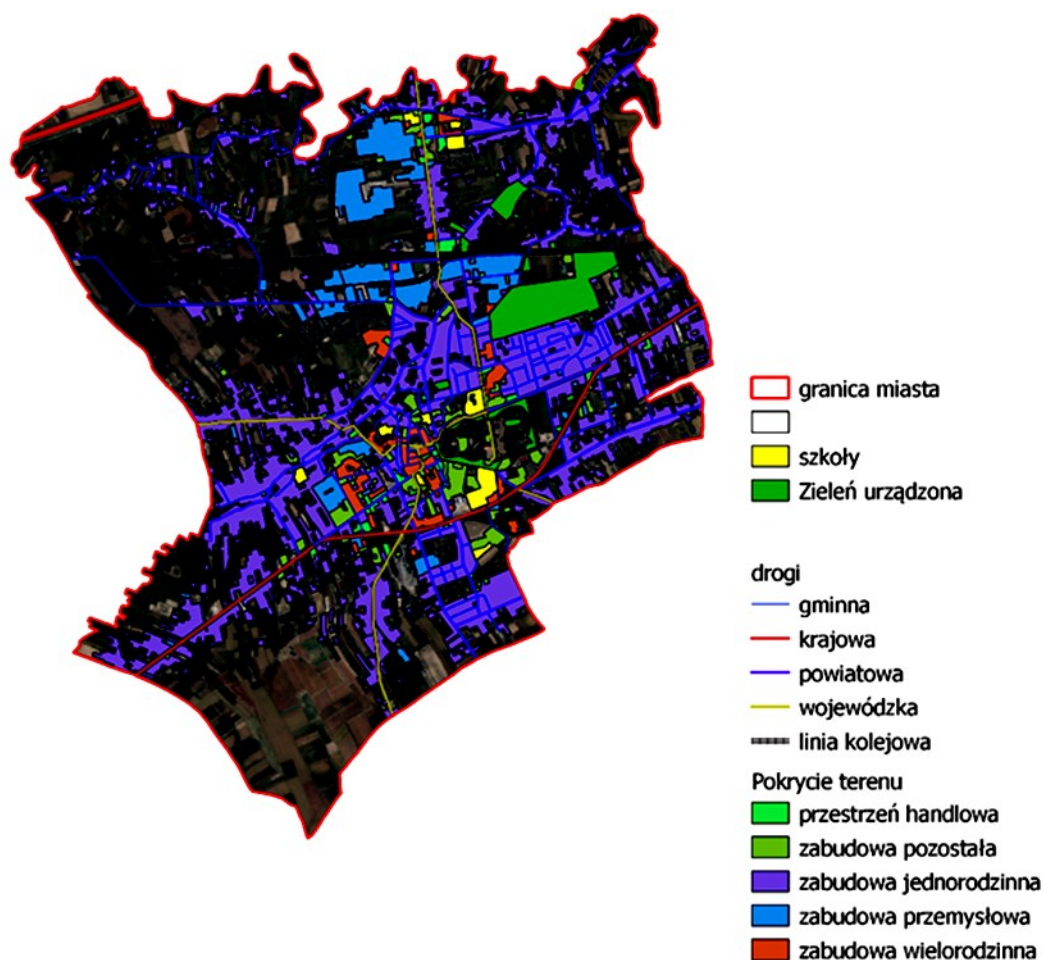 granica miasta
szkoły
Zieleń urządzona
drogi
gminna
krajowa
powiatowa
wojewódzka
linia kolejowa
Pokrycie terenu
przestrzeń handlowa
zabudowa pozostała
zabudowa jednorodzinna
zabudowa przemysłowa
zabudowa wielorodzinna